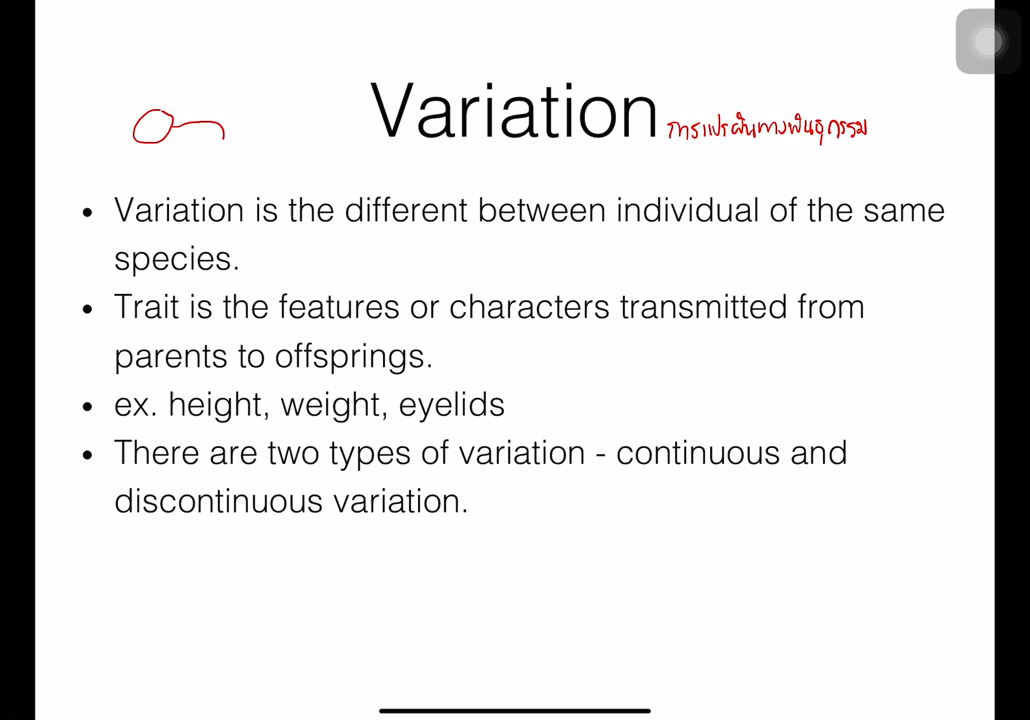 Variation การแปรผันทางพันธุกรรม
• Variation is the different between individual of the same
species.
• Trait is the features or characters transmitted from
parents to offsprings.
• ex. height, weight, eyelids
• There are two types of variation - continuous and
discontinuous variation.